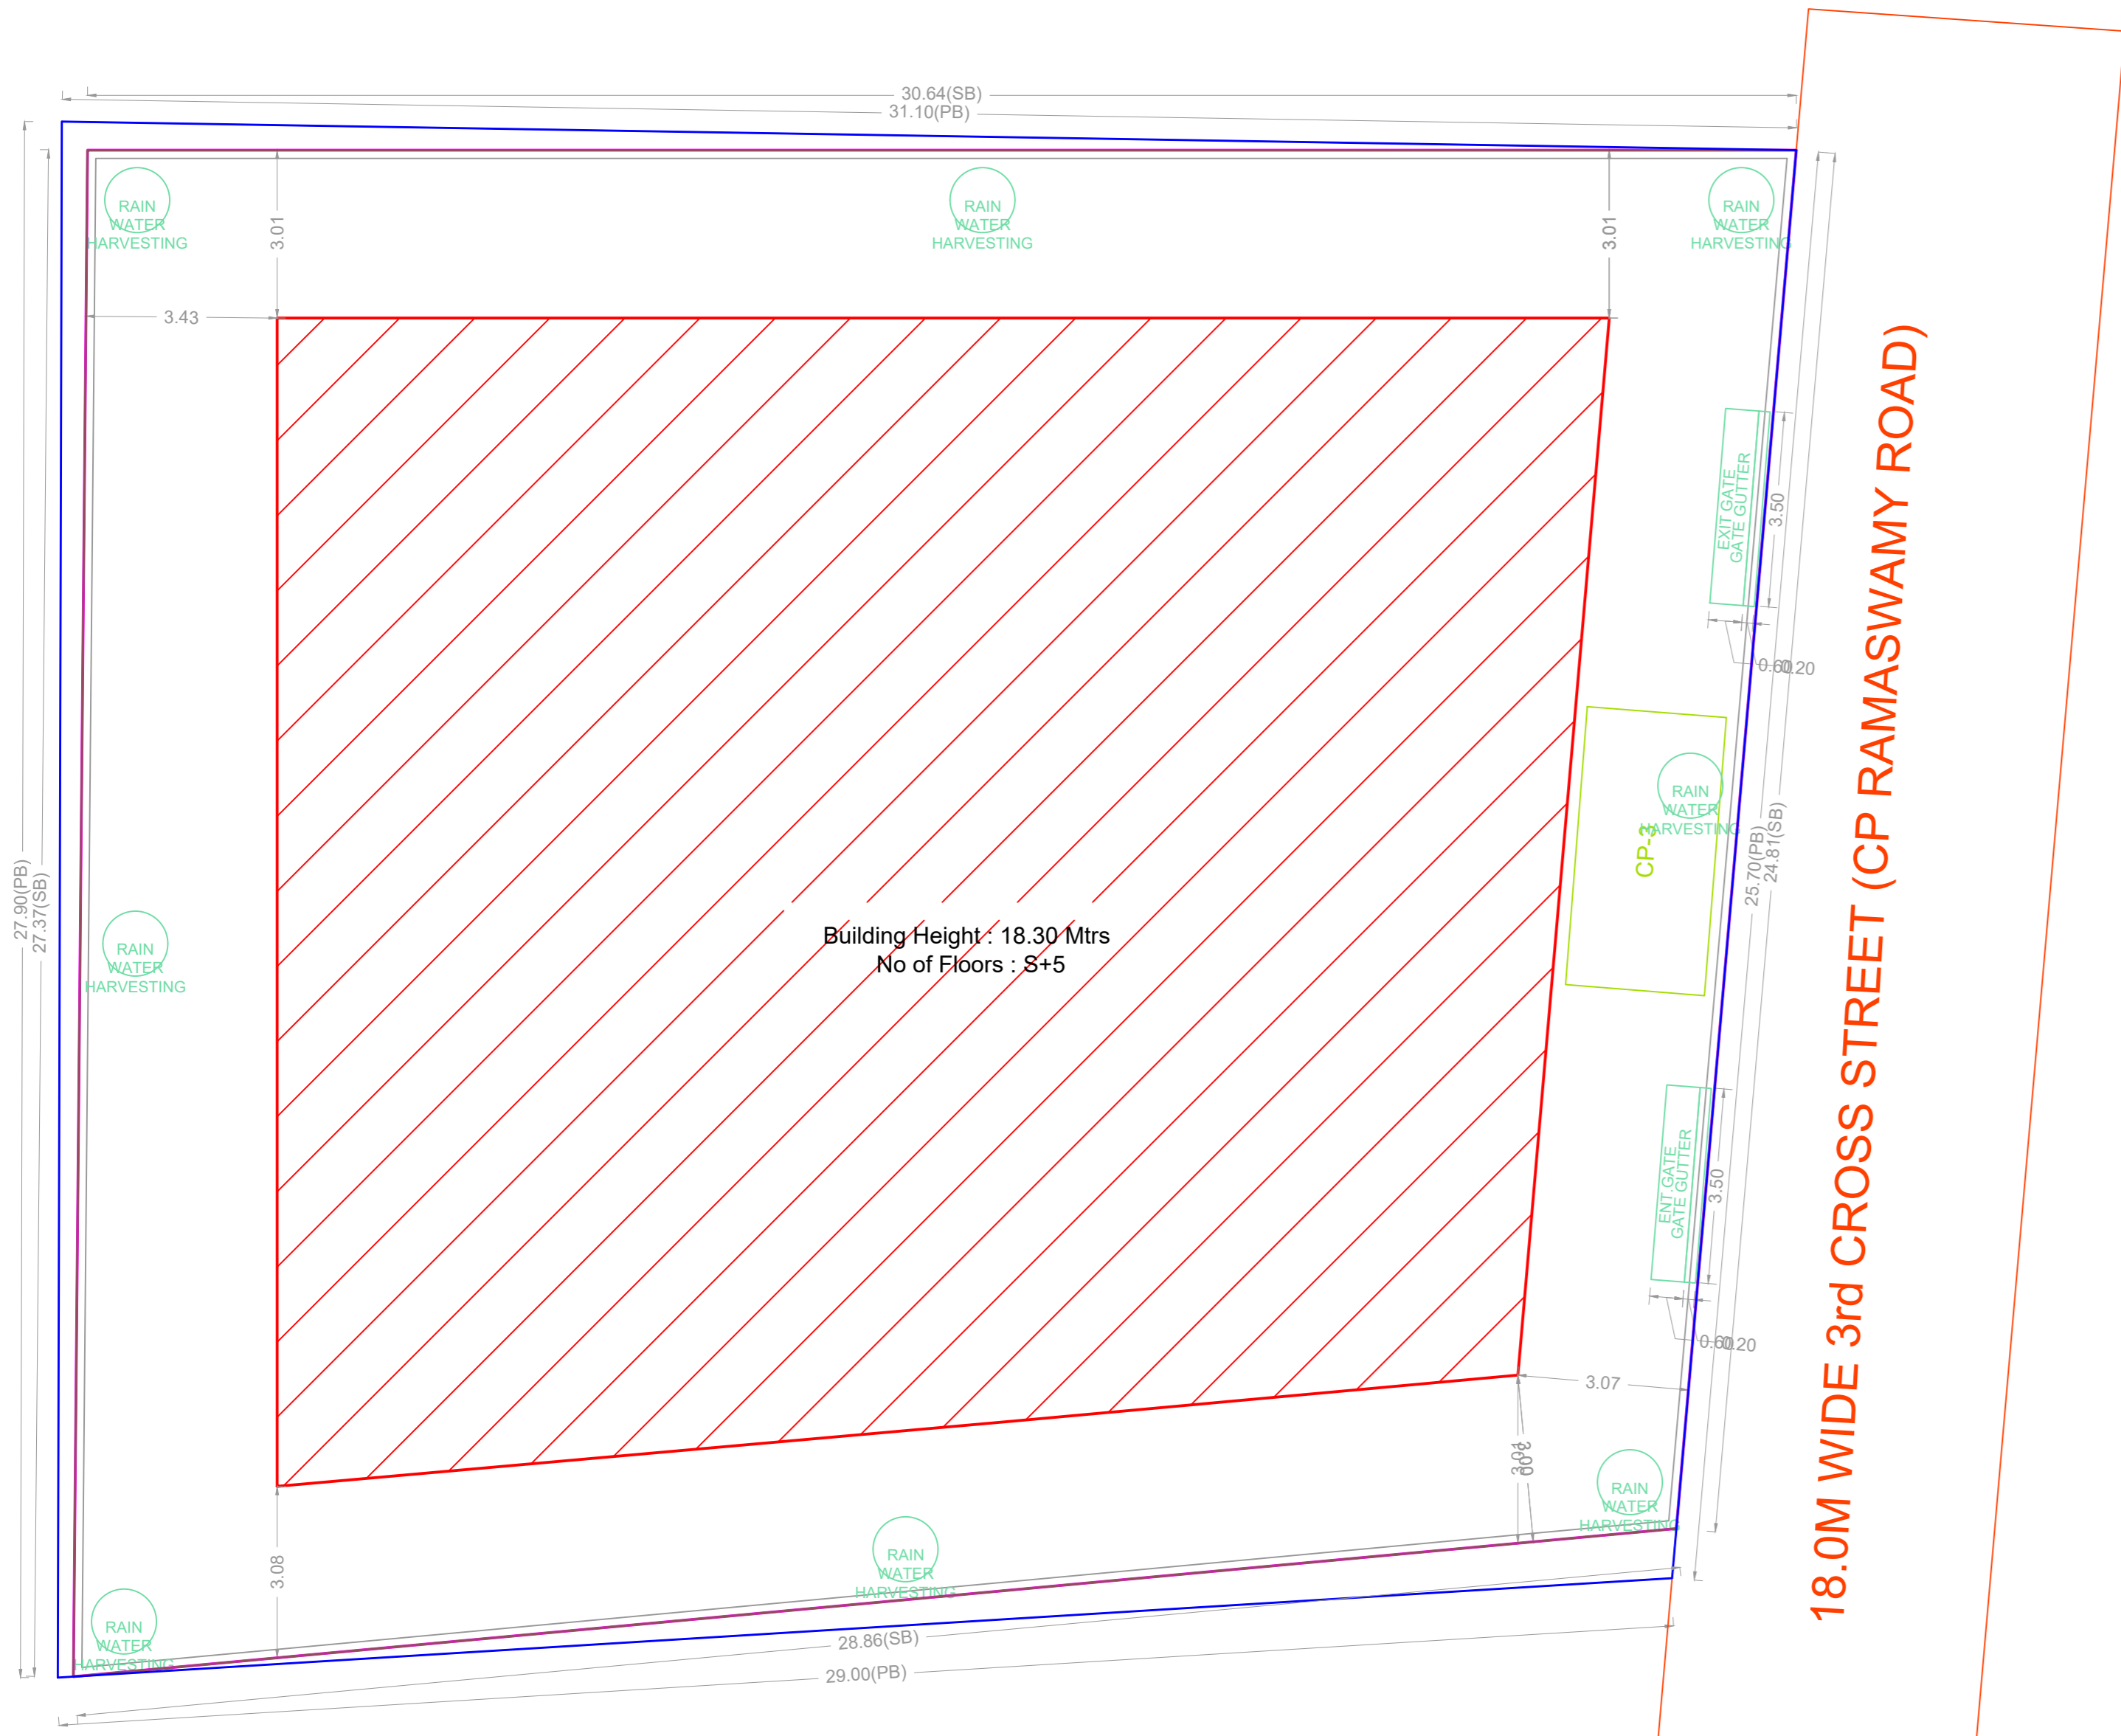 30.64(SB)
31.10(PB)
RAIN
WATER
HARVESTING
RAIN
WATER
HARVESTING
RAIN
WATER
HARVESTING
3.01
3.01
3.43
EXIT GATE
GATE GUTTER
3.50
0.60
0.20
RAIN
WATER
HARVESTING
CP-3
25.70(PB)
24.81(SB)
18.0M WIDE 3rd CROSS STREET (CP RAMASWAMY ROAD)
27.90(PB)
27.37(SB)
RAIN
WATER
HARVESTING
Building Height : 18.30 Mtrs
No of Floors : S+5
ENT.GATE
GATE GUTTER
3.50
0.60
0.20
3.07
3.01
3.00
RAIN
WATER
HARVESTING
3.08
RAIN
WATER
HARVESTING
RAIN
WATER
HARVESTING
28.86(SB)
29.00(PB)